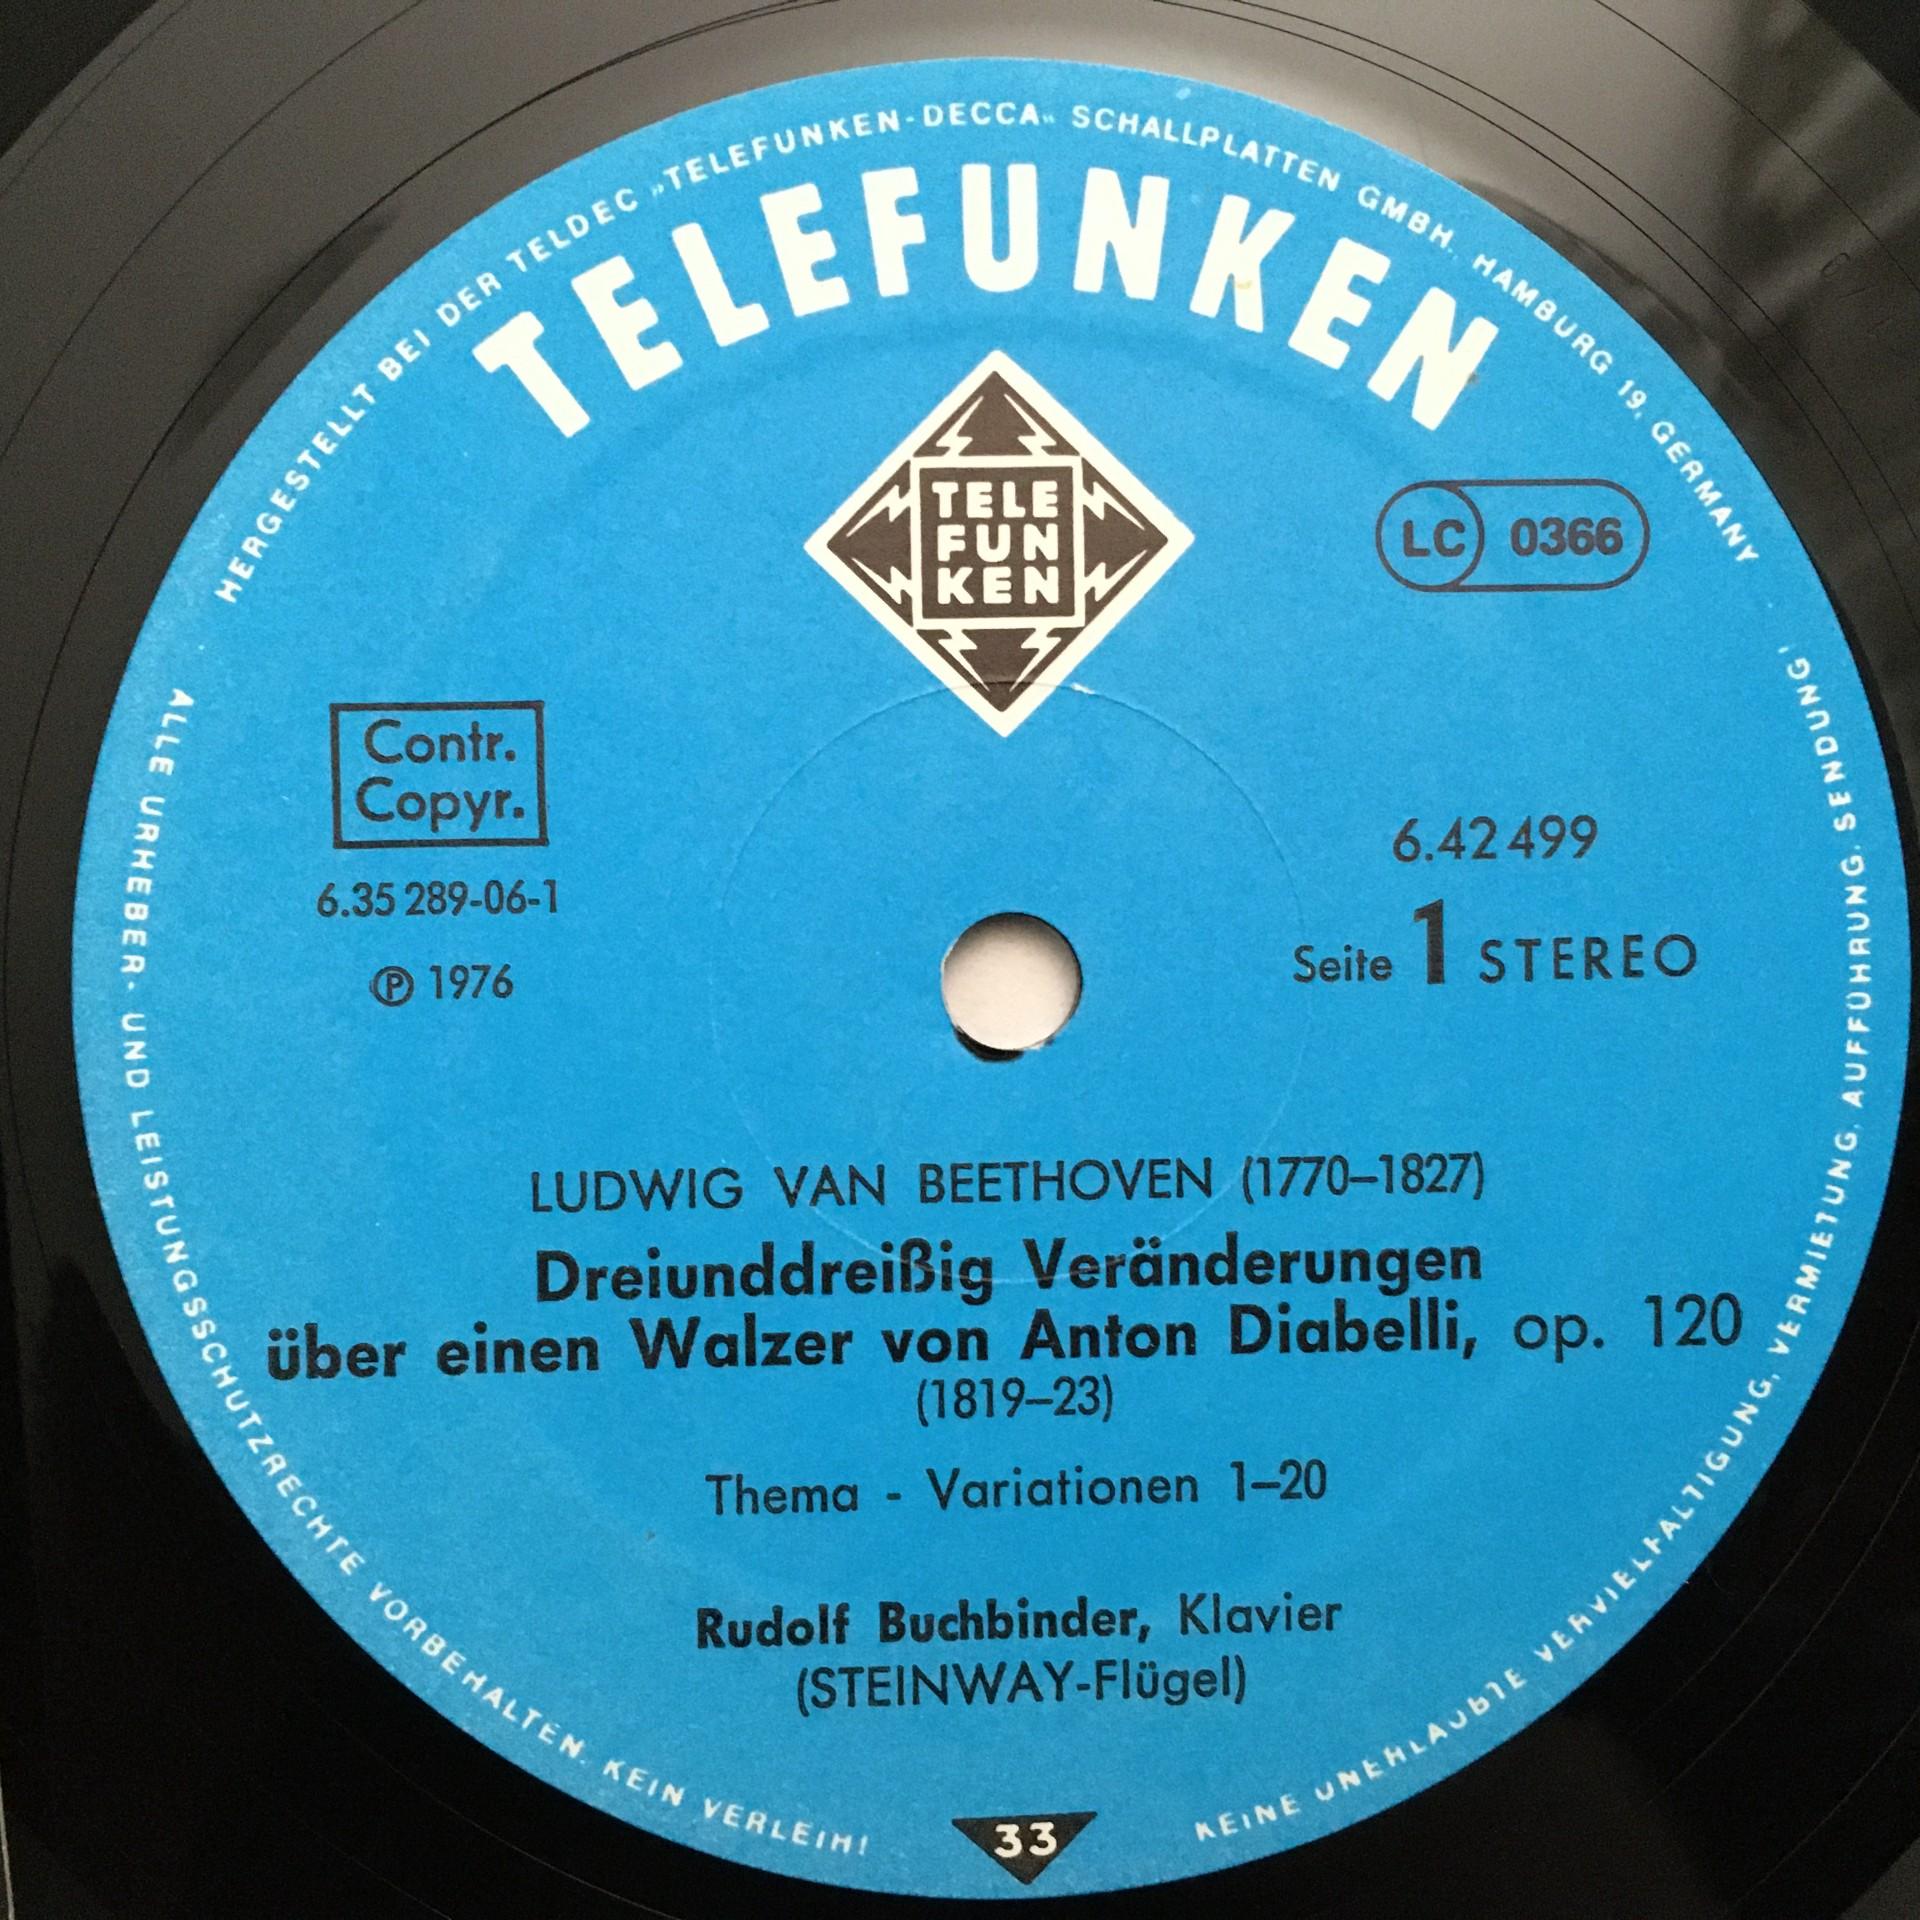 HERGESTELLT BEI DER TELDEC »TELEFUNKEN-DECCA« SCHALLPLATTEN GMBH., HAMBURG 19, GERMANY
TELEFUNKEN
TELE
FUN
KEN
LC 0366
Contr.
Copyr.
6.35 289-06-1
℗ 1976
6.42 499
Seite 1 STEREO
LUDWIG VAN BEETHOVEN (1770–1827)
Dreiunddreißig Veränderungen
über einen Walzer von Anton Diabelli, op. 120
(1819–23)
Thema - Variationen 1–20
Rudolf Buchbinder, Klavier
(STEINWAY-Flügel)
33
ALLE URHEBER- UND LEISTUNGSSCHUTZRECHTE VORBEHALTEN. KEIN VERLEIH!
KEINE UNERLAUBTE VERVIELFÄLTIGUNG, VERMIETUNG, AUFFÜHRUNG, SENDUNG!